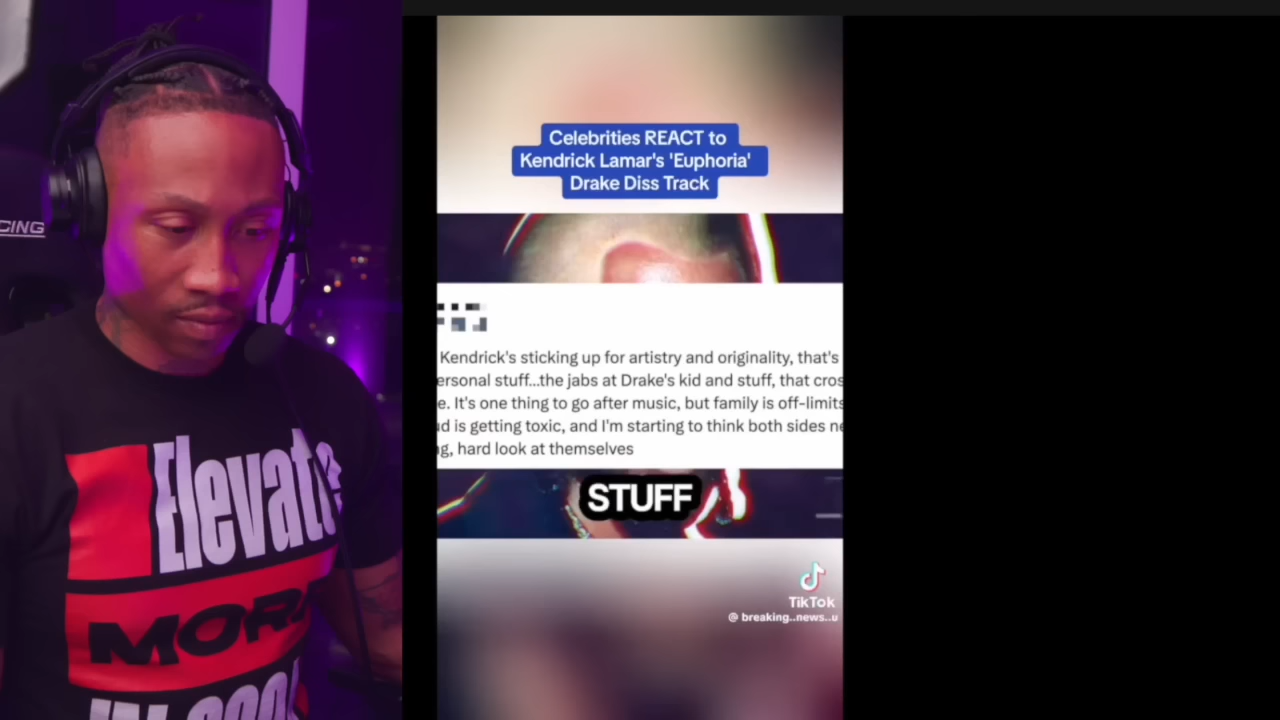 CING
Elevate
MORE
Celebrities REACT to
Kendrick Lamar's 'Euphoria'
Drake Diss Track
Kendrick's sticking up for artistry and originality, that's
ersonal stuff...the jabs at Drake's kid and stuff, that cros
e. It's one thing to go after music, but family is off-limits
ud is getting toxic, and I'm starting to think both sides ne
ng, hard look at themselves
STUFF
TikTok
@ breaking..news..u